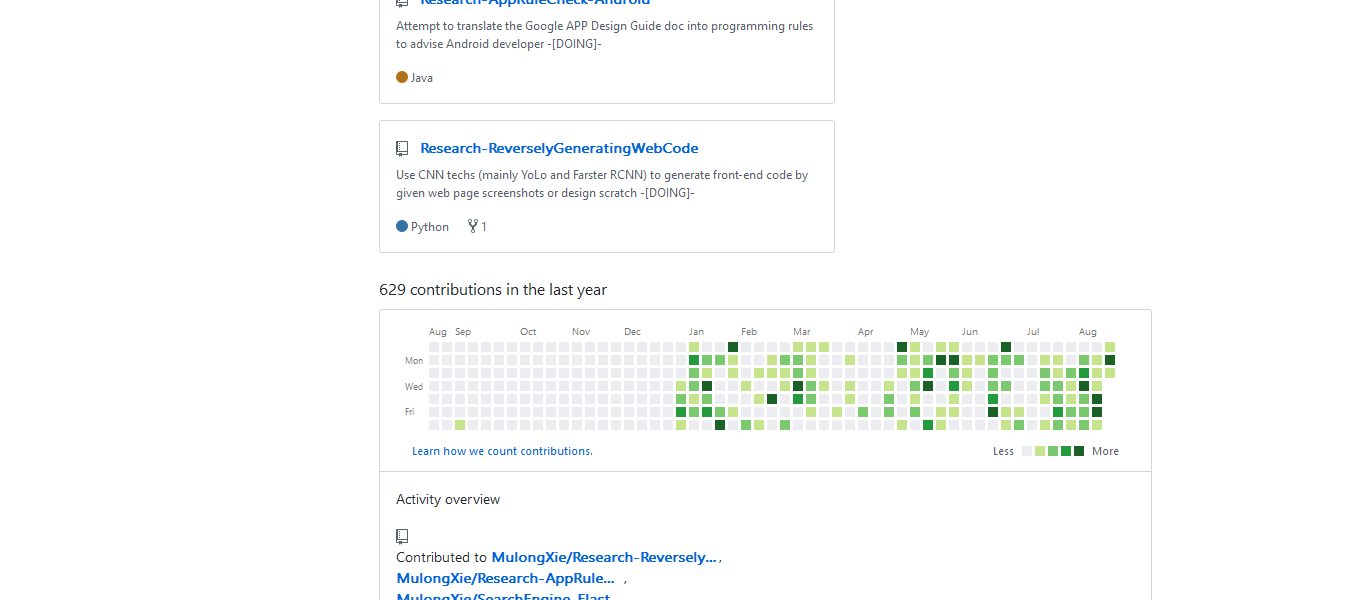 Research-AppRuleCheck-Android
Attempt to translate the Google APP Design Guide doc into programming rules
to advise Android developer -[DOING]-
Java
Research-ReverselyGeneratingWebCode
Use CNN techs (mainly YoLo and Farster RCNN) to generate front-end code by
given web page screenshots or design scratch -[DOING]-
Python 1
629 contributions in the last year
Aug Sep Oct Nov Dec Jan Feb Mar Apr May Jun Jul Aug
Mon
Wed
Fri
Learn how we count contributions. Less More
Activity overview
Contributed to MulongXie/Research-Reversely... ,
MulongXie/Research-AppRule... ,
MulongXie/SearchEngine_Elast...